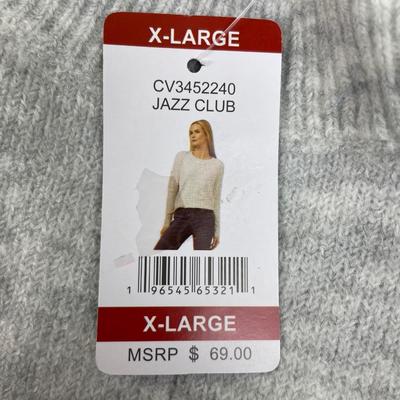 X-LARGE
CV3452240
JAZZ CLUB
1 96545 65321 1
X-LARGE
MSRP $ 69.00